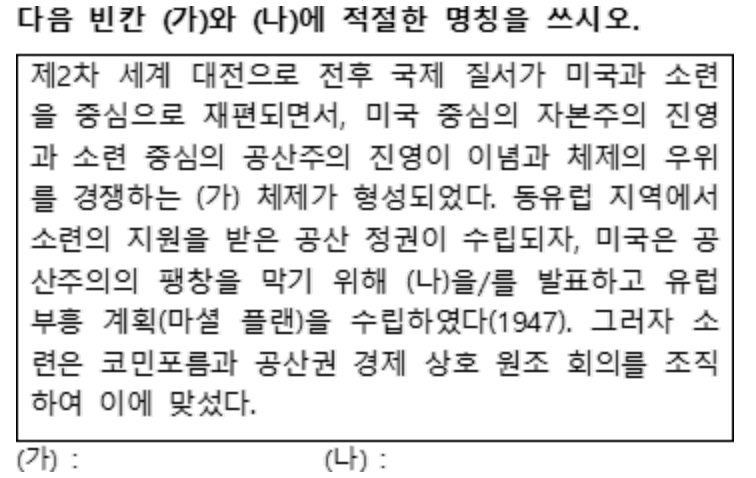 다음 빈칸 (가)와 (나)에 적절한 명칭을 쓰시오.
제2차 세계 대전으로 전후 국제 질서가 미국과 소련
을 중심으로 재편되면서, 미국 중심의 자본주의 진영
과 소련 중심의 공산주의 진영이 이념과 체제의 우위
를 경쟁하는 (가) 체제가 형성되었다. 동유럽 지역에서
소련의 지원을 받은 공산 정권이 수립되자, 미국은 공
산주의의 팽창을 막기 위해 (나)을/를 발표하고 유럽
부흥 계획(마셜 플랜)을 수립하였다(1947). 그러자 소
련은 코민포름과 공산권 경제 상호 원조 회의를 조직
하여 이에 맞섰다.
(가) : (나) :